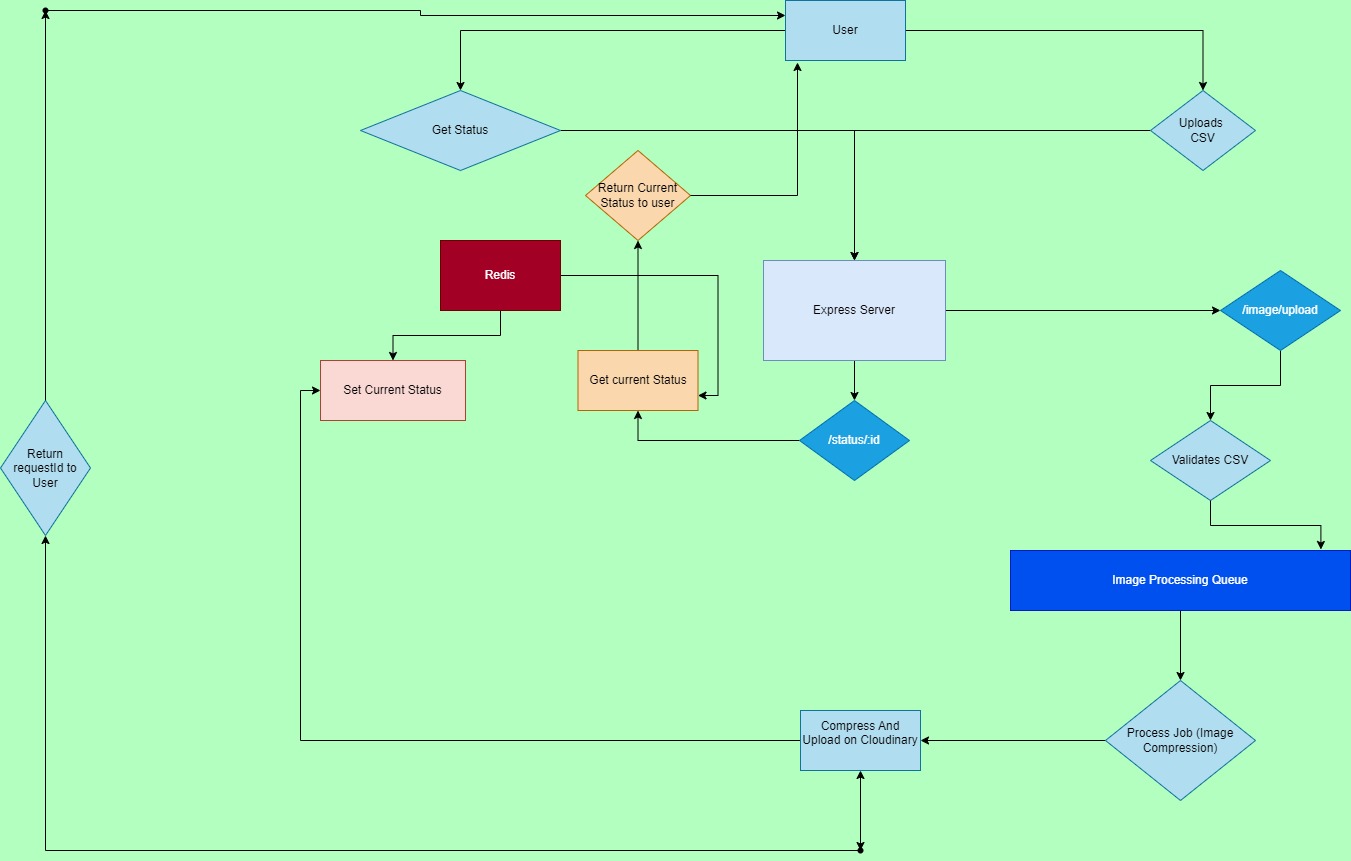 User
Get Status
Uploads
CSV
Return Current
Status to user
Redis
Express Server
/image/upload
Get current Status
Set Current Status
/status/:id
Return
requestId to
User
Validates CSV
Image Processing Queue
Compress And
Upload on Cloudinary
Process Job (Image
Compression)